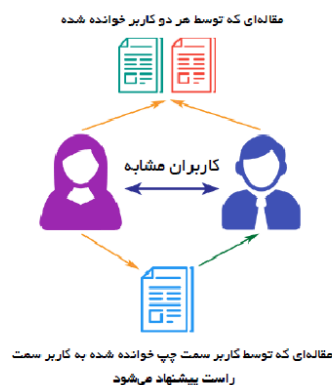 مقاله‌ای که توسط هر دو کاربر خوانده شده
کاربران مشابه
مقاله‌ای که توسط کاربر سمت چپ خوانده شده به کاربر سمت
راست پیشنهاد می‌شود